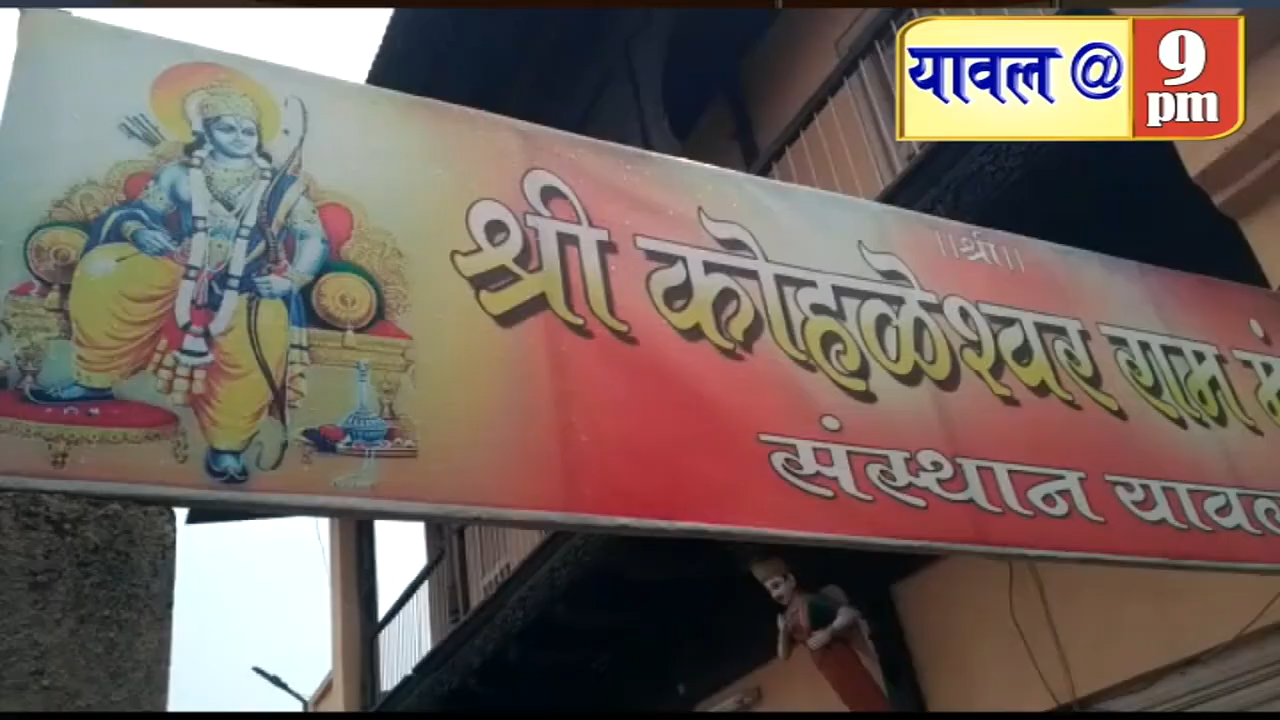 यावल @ 9 pm
||श्री||
श्री कोहळेश्वर राम
संस्थान यावल